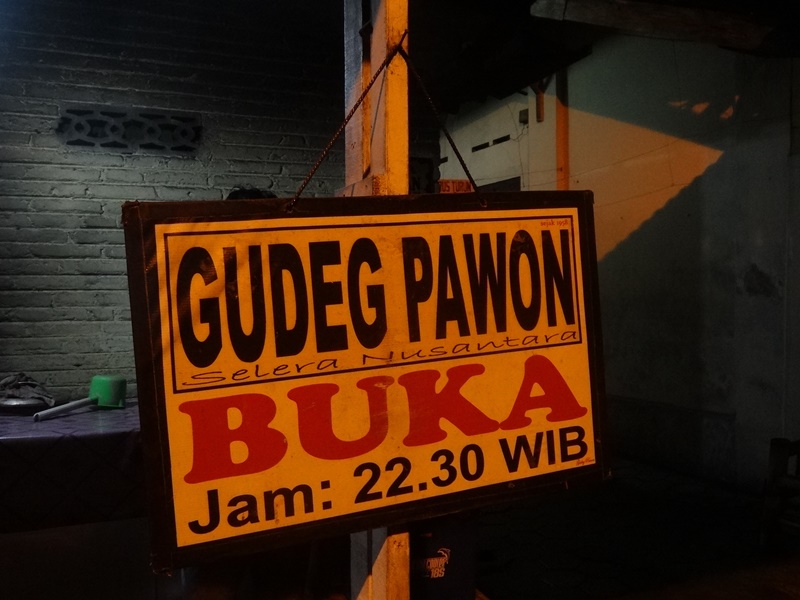 GUDEG PAWON
Selera Nusantara
BUKA
Jam: 22.30 WIB